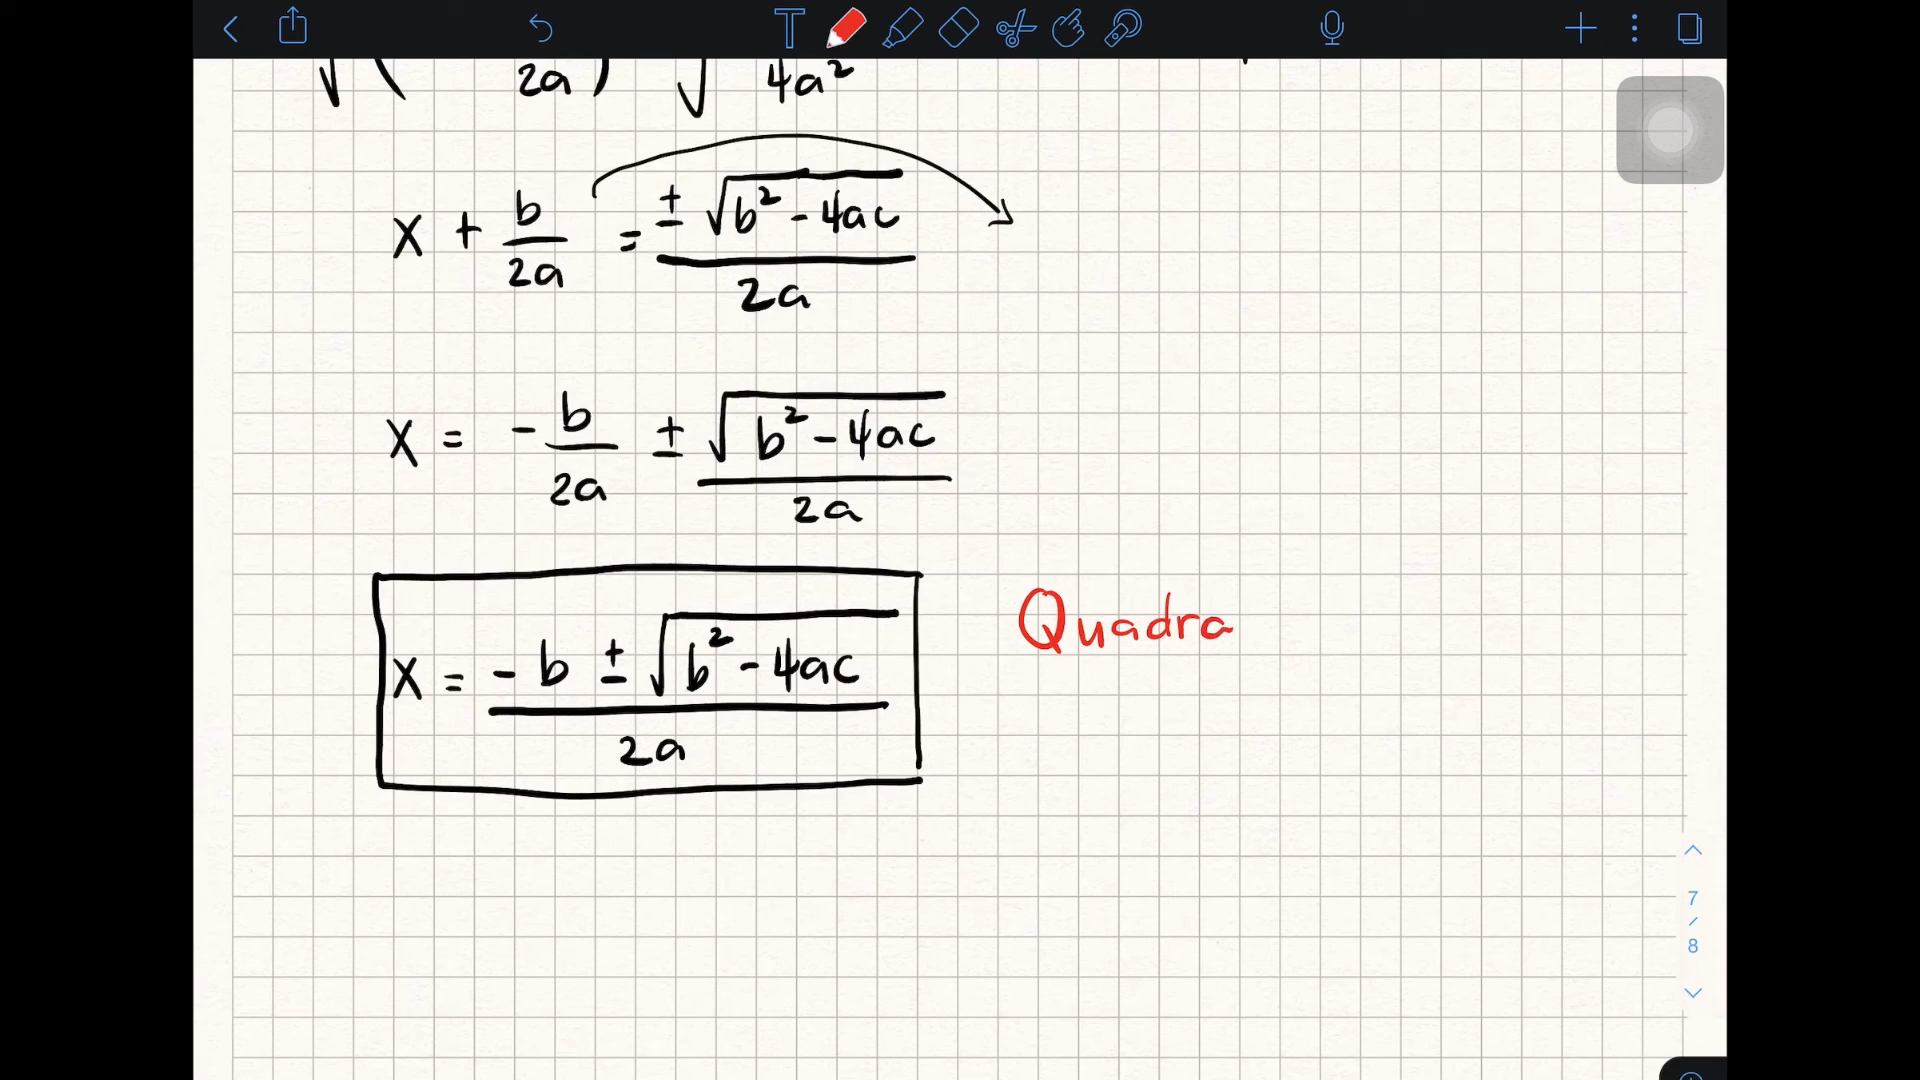 √( 2a ) √ 4a²
x + b/2a = ± √b² - 4ac / 2a
x = - b/2a ± √b² - 4ac / 2a
x = - b ± √b² - 4ac / 2a
Quadra
7
/
8